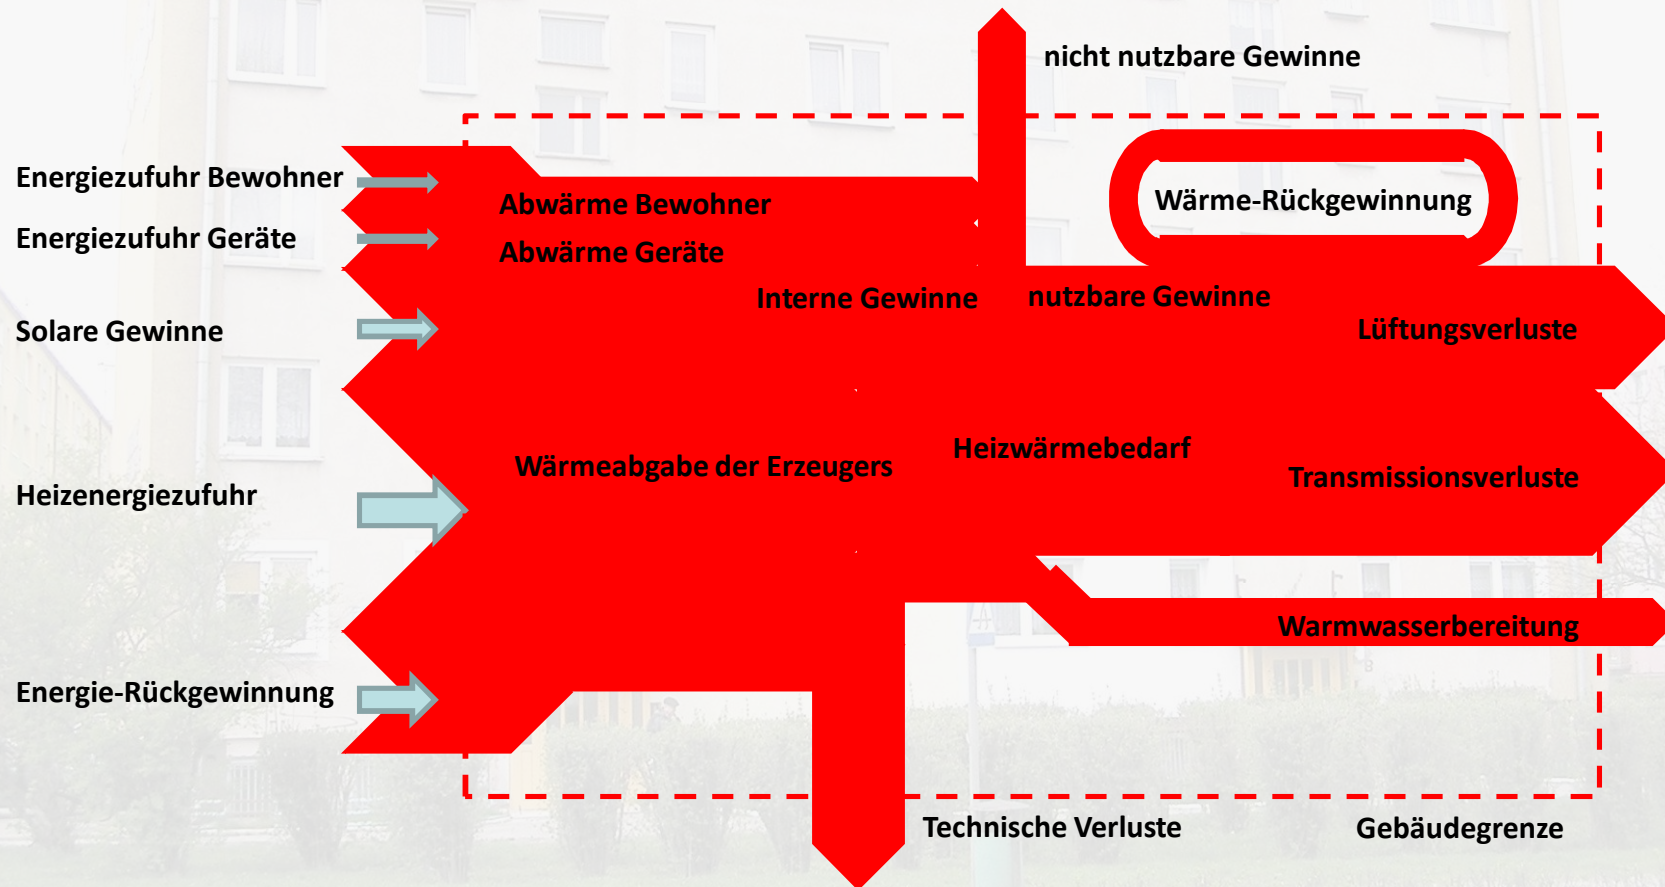 nicht nutzbare Gewinne
Energiezufuhr Bewohner
Abwärme Bewohner
Wärme-Rückgewinnung
Energiezufuhr Geräte
Abwärme Geräte
Interne Gewinne
nutzbare Gewinne
Solare Gewinne
Lüftungsverluste
Wärmeabgabe der Erzeugers
Heizwärmebedarf
Transmissionsverluste
Heizenergiezufuhr
Warmwasserbereitung
Energie-Rückgewinnung
Technische Verluste
Gebäudegrenze